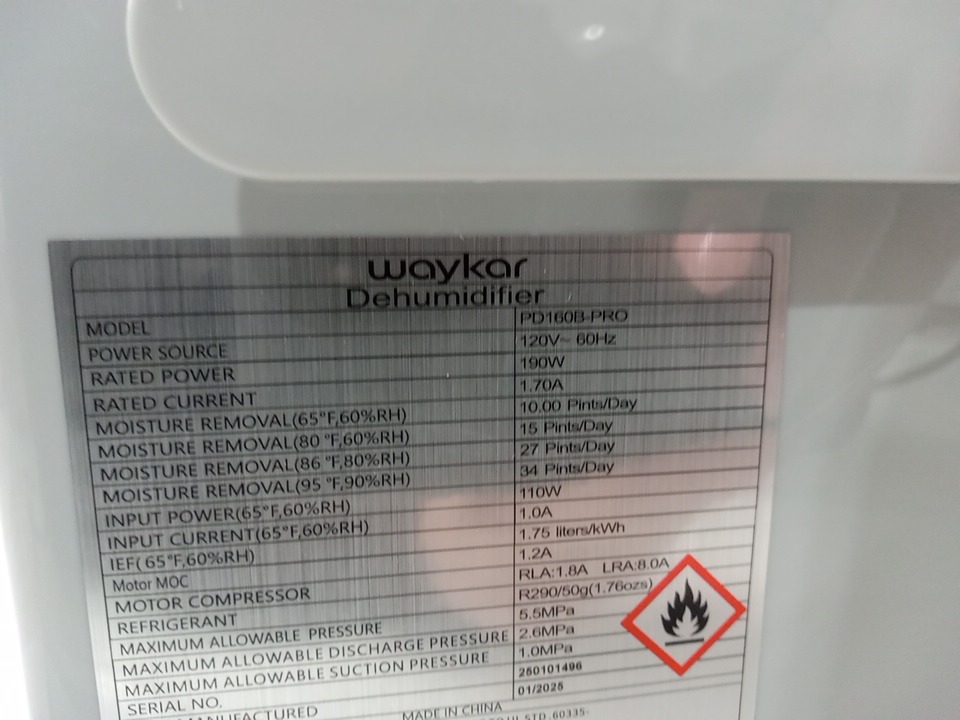 waykar
Dehumidifier
MODEL PD160B-PRO
POWER SOURCE 120V~ 60Hz
RATED POWER 190W
RATED CURRENT 1.70A
MOISTURE REMOVAL(65°F,60%RH) 10.00 Pints/Day
MOISTURE REMOVAL(80 °F,60%RH) 15 Pints/Day
MOISTURE REMOVAL(86 °F,80%RH) 27 Pints/Day
MOISTURE REMOVAL(95 °F,90%RH) 34 Pints/Day
INPUT POWER(65°F,60%RH) 110W
INPUT CURRENT(65°F,60%RH) 1.0A
IEF( 65°F,60%RH) 1.75 liters/kWh
Motor MOC 1.2A
MOTOR COMPRESSOR RLA:1.8A LRA:8.0A
REFRIGERANT R290/50g(1.76ozs)
MAXIMUM ALLOWABLE PRESSURE 5.5MPa
MAXIMUM ALLOWABLE DISCHARGE PRESSURE 2.6MPa
MAXIMUM ALLOWABLE SUCTION PRESSURE 1.0MPa
SERIAL NO. 250101496
MANUFACTURED 01/2025
MADE IN CHINA
UL STD .60335-